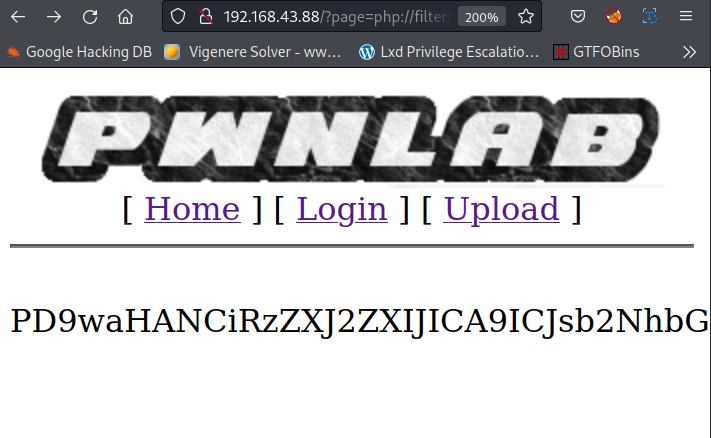 192.168.43.88/?page=php://filter/ 200%
Google Hacking DB Vigenere Solver - ww… Lxd Privilege Escalatio… GTFOBins
PWNLAB
[ Home ] [ Login ] [ Upload ]
PD9waHANCiRzZXJ2ZXIJICA9ICJsb2NhbG